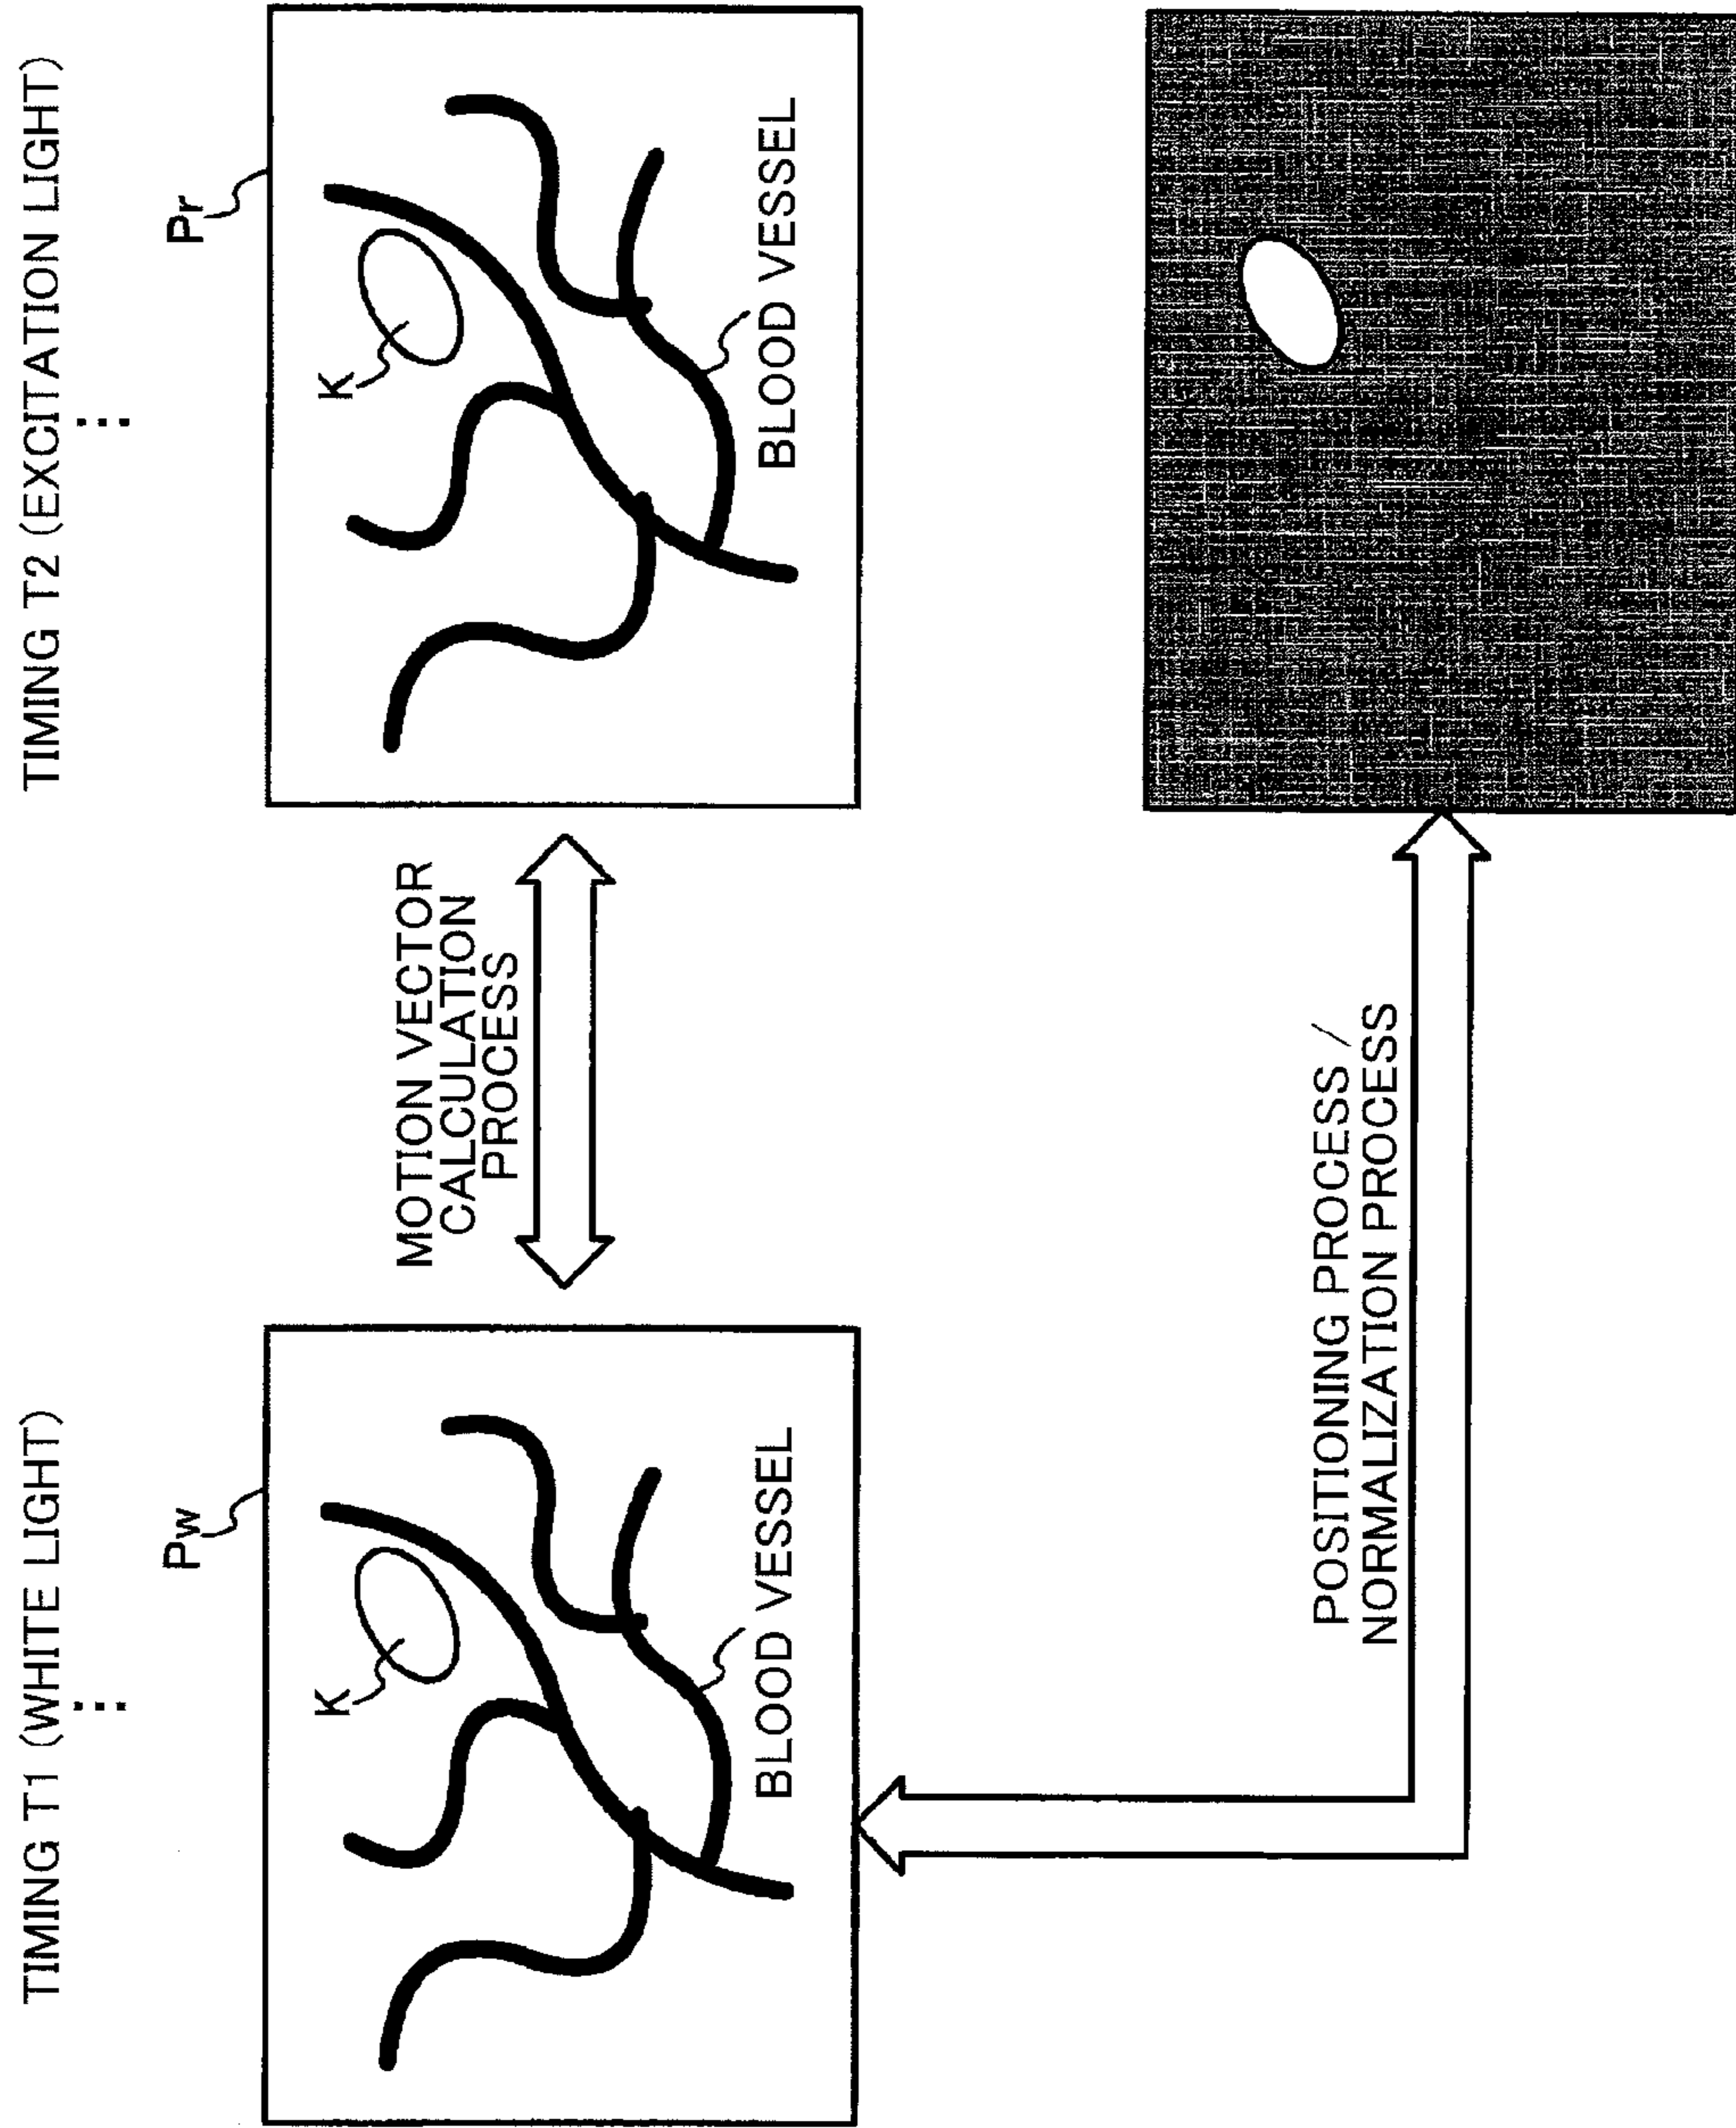 TIMING T1 (WHITE LIGHT)
TIMING T2 (EXCITATION LIGHT)
Pw
Pr
K
K
BLOOD VESSEL
BLOOD VESSEL
MOTION VECTOR
CALCULATION
PROCESS
POSITIONING PROCESS /
NORMALIZATION PROCESS